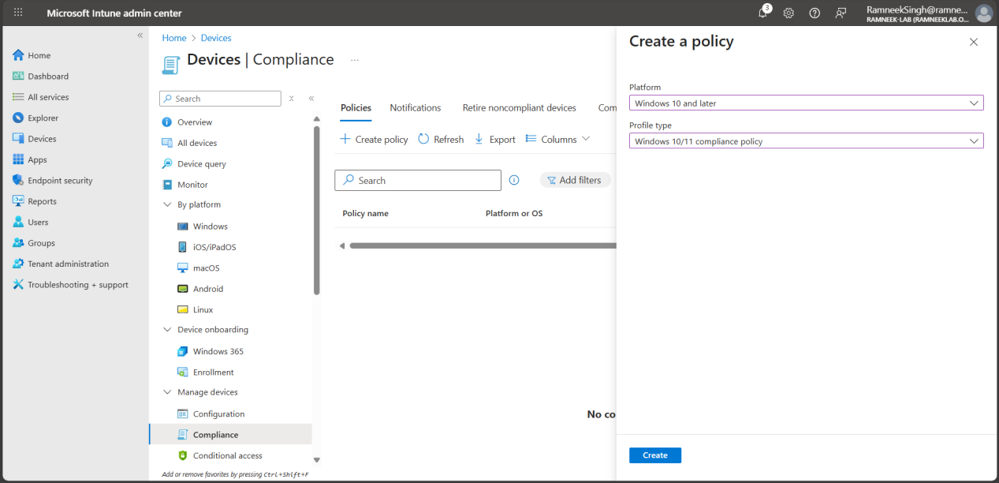 Microsoft Intune admin center
3
RamneekSingh@ramne...
RAMNEEK-LAB (RAMNEEKLAB.O...
Home
Dashboard
All services
Explorer
Devices
Apps
Endpoint security
Reports
Users
Groups
Tenant administration
Troubleshooting + support
Home > Devices
Devices | Compliance ...
Search
Overview
All devices
Device query
Monitor
By platform
Windows
iOS/iPadOS
macOS
Android
Linux
Device onboarding
Windows 365
Enrollment
Manage devices
Configuration
Compliance
Conditional access
Add or remove favorites by pressing Ctrl+Shift+F
Policies Notifications Retire noncompliant devices Com
Create policy Refresh Export Columns
Search Add filters
Policy name Platform or OS
No co
Create a policy
Platform
Windows 10 and later
Profile type
Windows 10/11 compliance policy
Create